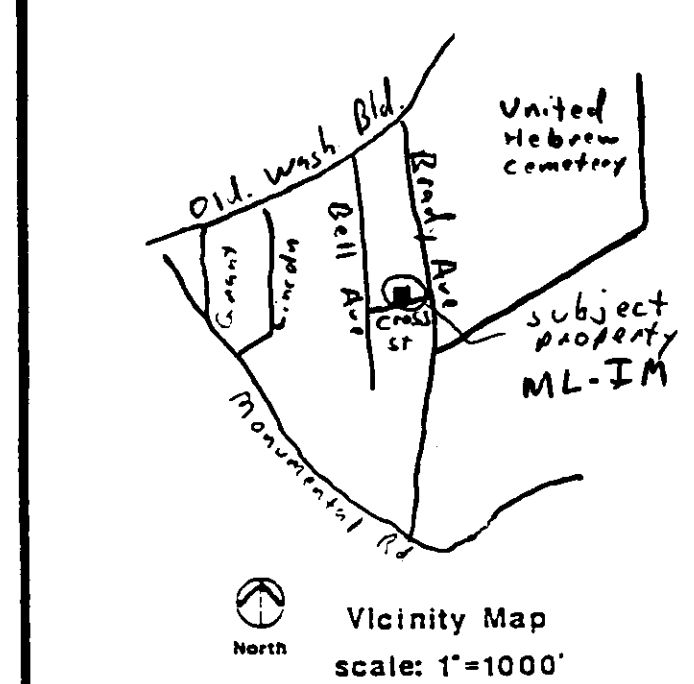 Old. Wash. Bld.
United
Hebrew
cemetery
Brady Ave
Bell Ave
Lincoln
Cross
st
subject
property
ML-IM
Monumental Rd
North
Vicinity Map
scale: 1"=1000'